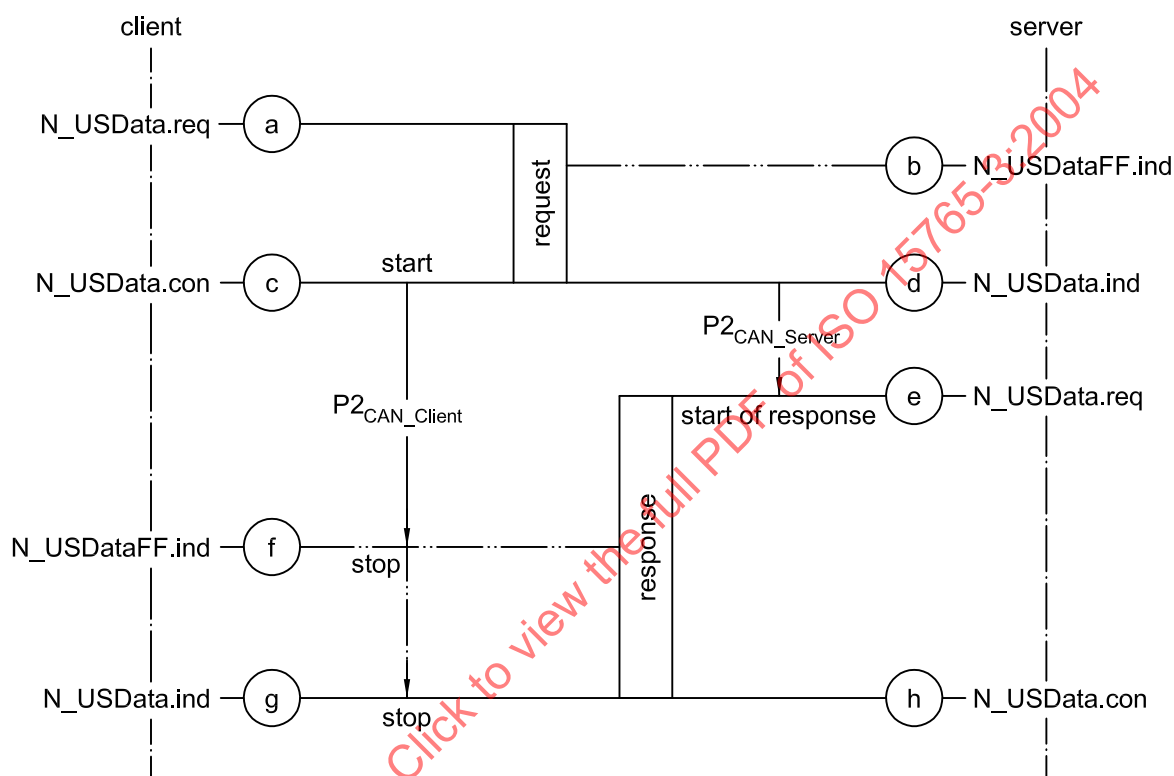 client
server
N_USData.req
a
b
N_USDataFF.ind
request
N_USData.con
c
start
d
N_USData.ind
P2CAN_Server
e
N_USData.req
start of response
P2CAN_Client
response
N_USDataFF.ind
f
stop
N_USData.ind
g
stop
h
N_USData.con
Click to view the full PDF of ISO 15765-3:2004